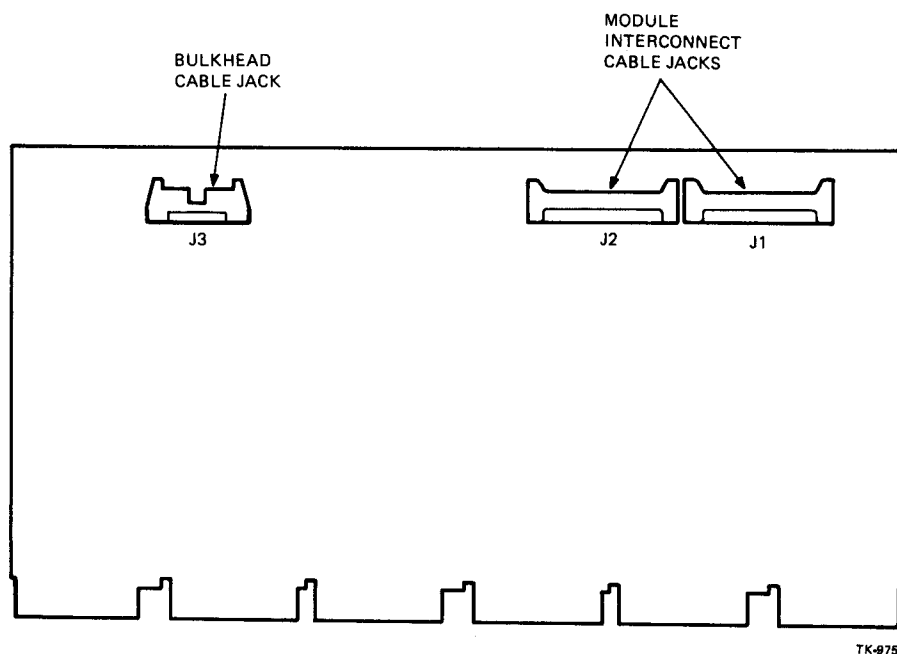 MODULE
INTERCONNECT
CABLE JACKS
BULKHEAD
CABLE JACK
J3
J2
J1
TK-975